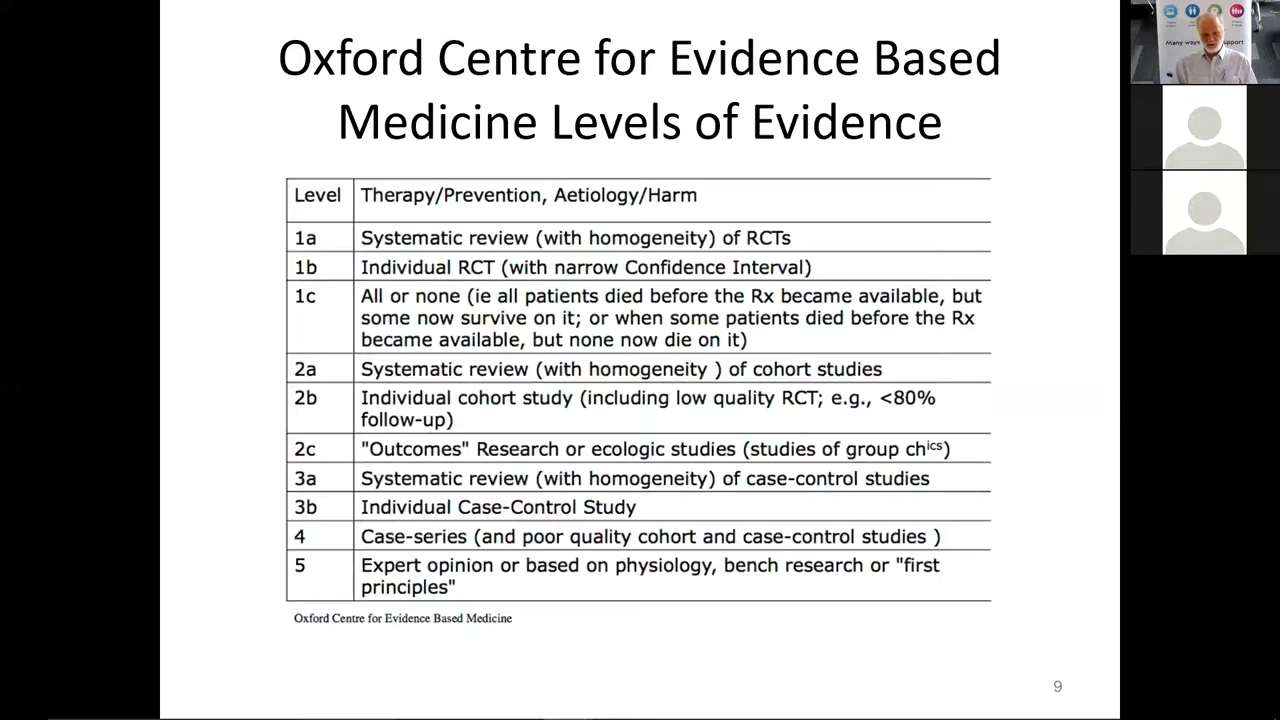 Oxford Centre for Evidence Based
Medicine Levels of Evidence
Level Therapy/Prevention, Aetiology/Harm
1a Systematic review (with homogeneity) of RCTs
1b Individual RCT (with narrow Confidence Interval)
1c All or none (ie all patients died before the Rx became available, but
some now survive on it; or when some patients died before the Rx
became available, but none now die on it)
2a Systematic review (with homogeneity ) of cohort studies
2b Individual cohort study (including low quality RCT; e.g., <80%
follow-up)
2c "Outcomes" Research or ecologic studies (studies of group chics)
3a Systematic review (with homogeneity) of case-control studies
3b Individual Case-Control Study
4 Case-series (and poor quality cohort and case-control studies )
5 Expert opinion or based on physiology, bench research or "first
principles"
Oxford Centre for Evidence Based Medicine
9
Many ways support